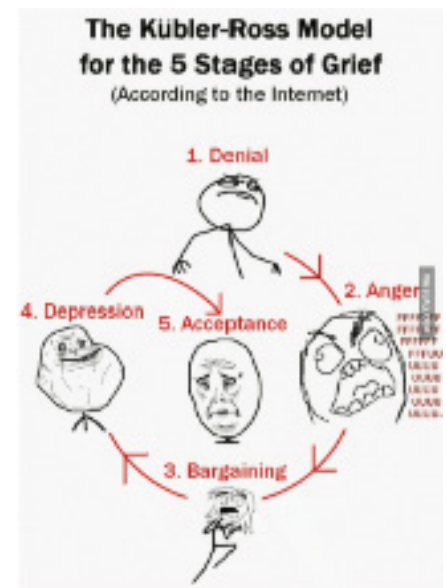 The Kübler-Ross Model
for the 5 Stages of Grief
(According to the Internet)
1. Denial
2. Anger
4. Depression
5. Acceptance
3. Bargaining